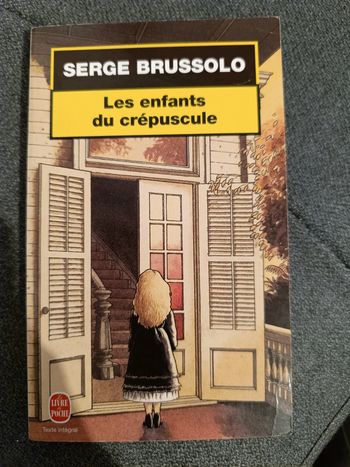 SERGE BRUSSOLO
Les enfants
du crépuscule
LE
LIVRE
DE
POCHE
Texte intégral